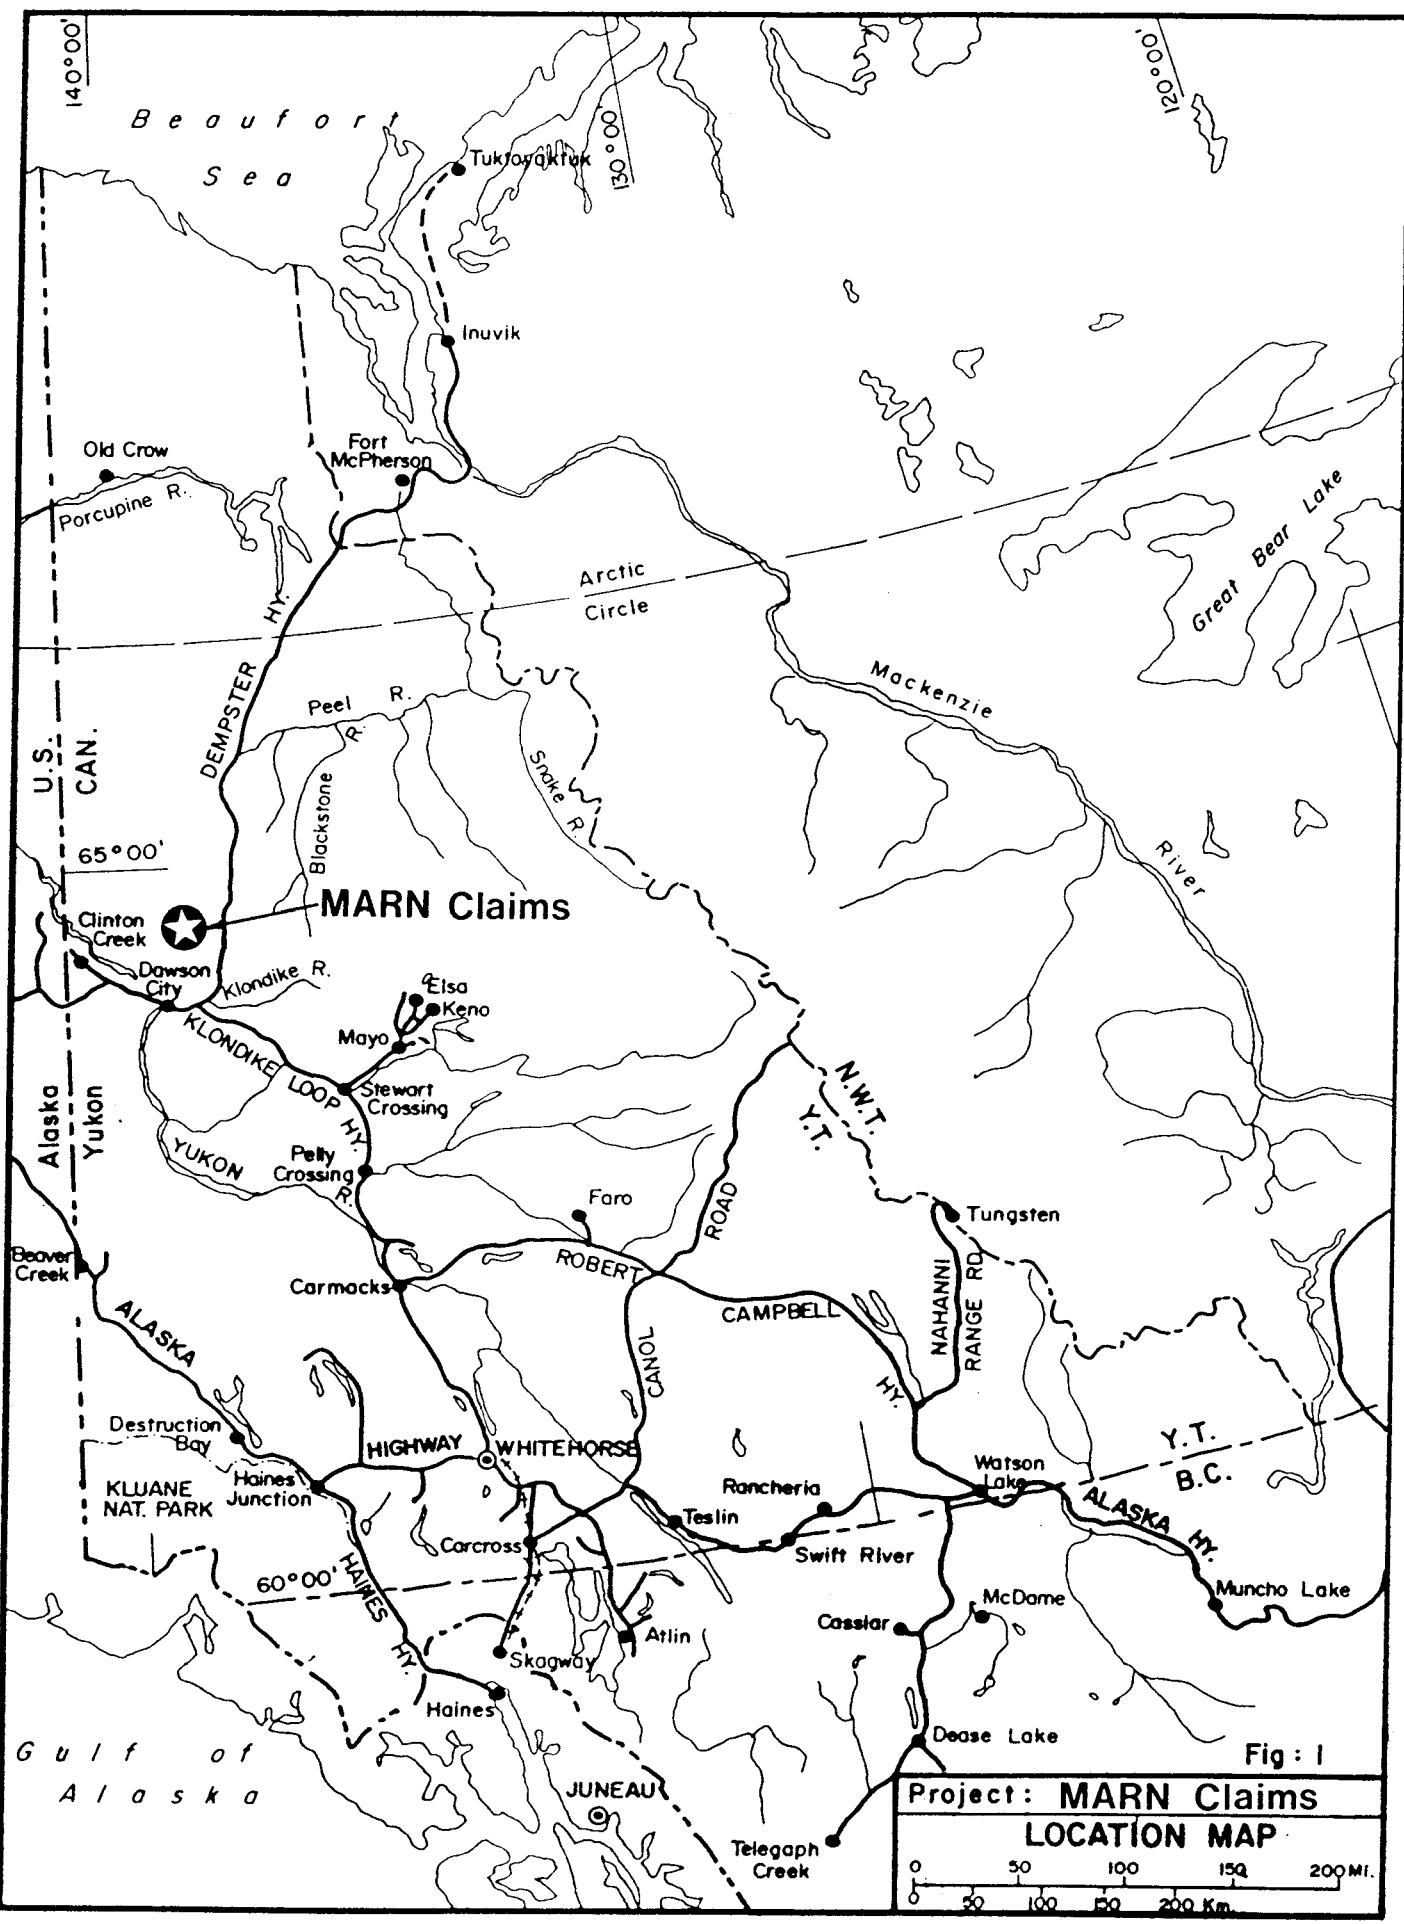 140°00'
120°00'
Beaufort
Sea
130°00'
Tuktoyaktuk
Inuvik
Old Crow
Porcupine R.
Fort
McPherson
Great Bear Lake
Arctic
Circle
DEMPSTER HY.
Mackenzie
River
Peel R.
Blackstone R.
Snake R.
U.S.
CAN.
65°00'
MARN Claims
Clinton
Creek
Dawson
City
Klondike R.
Elsa
Keno
Mayo
KLONDIKE LOOP HY.
Stewart
Crossing
Alaska
Yukon
N.W.T.
Y.T.
YUKON R.
Pelly
Crossing
Faro
ROAD
Tungsten
Beaver
Creek
Carmacks
ROBERT
CAMPBELL
HY.
NAHANNI
RANGE RD
CANOL
ALASKA
Destruction
Bay
HIGHWAY
WHITEHORSE
KLUANE
NAT. PARK
Haines
Junction
Rancheria
Watson
Lake
Y.T.
B.C.
Teslin
ALASKA HY.
Carcross
Swift River
60°00'
HAINES HY.
Muncho Lake
McDame
Cassiar
Atlin
Skagway
Haines
Dease Lake
Gulf of
Alaska
JUNEAU
Telegaph
Creek
Fig : 1
Project: MARN Claims
LOCATION MAP
0 50 100 150 200 MI.
0 50 100 150 200 Km.